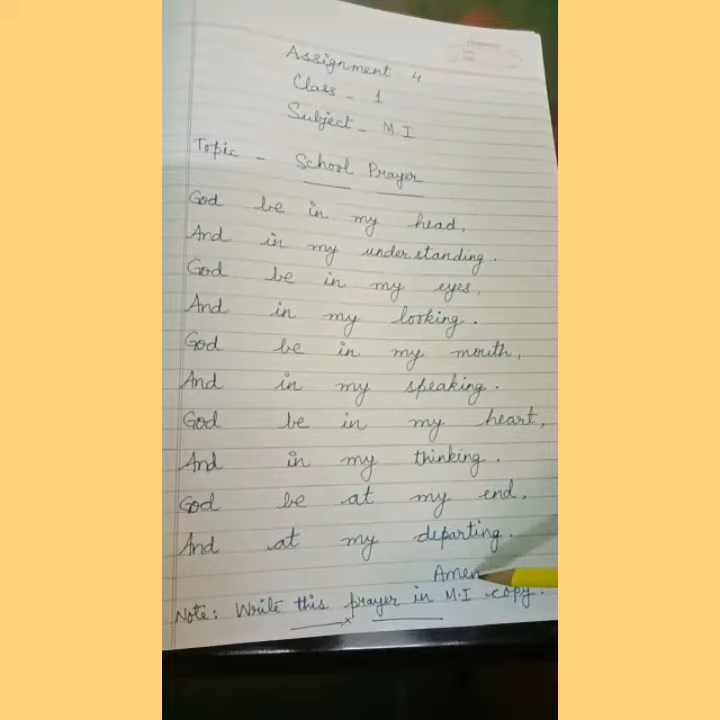 Assignment 4
Class - 1
Subject - M I
Topic - School Prayer
God be in my head,
And in my understanding.
God be in my eyes,
And in my looking.
God be in my mouth,
And in my speaking.
God be in my heart,
And in my thinking.
God be at my end,
And at my departing.
Amen
Note: Write this prayer in M.I copy.